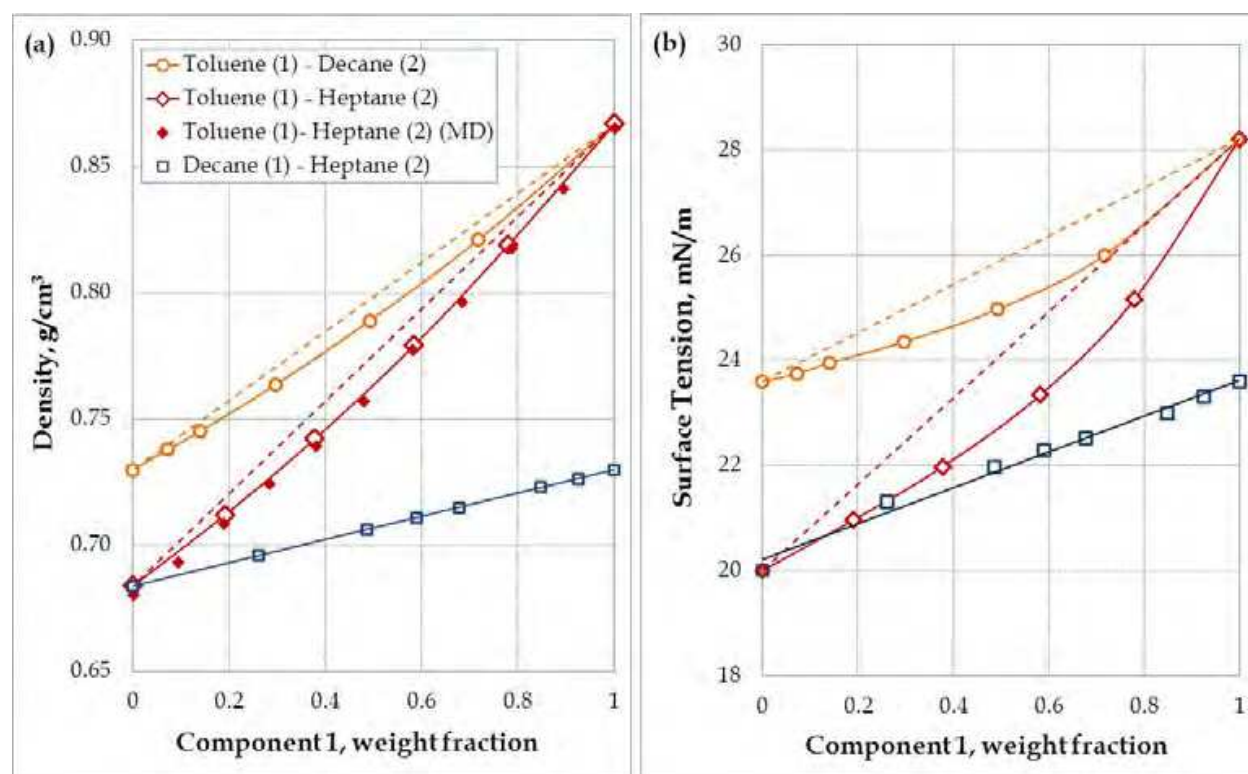 (a)
0.90
0.85
0.80
0.75
0.70
0.65
Density, g/cm³
Toluene (1) - Decane (2)
Toluene (1) - Heptane (2)
Toluene (1)- Heptane (2) (MD)
Decane (1) - Heptane (2)
0 0.2 0.4 0.6 0.8 1
Component 1, weight fraction
(b)
30
28
26
24
22
20
18
Surface Tension, mN/m
0 0.2 0.4 0.6 0.8 1
Component 1, weight fraction